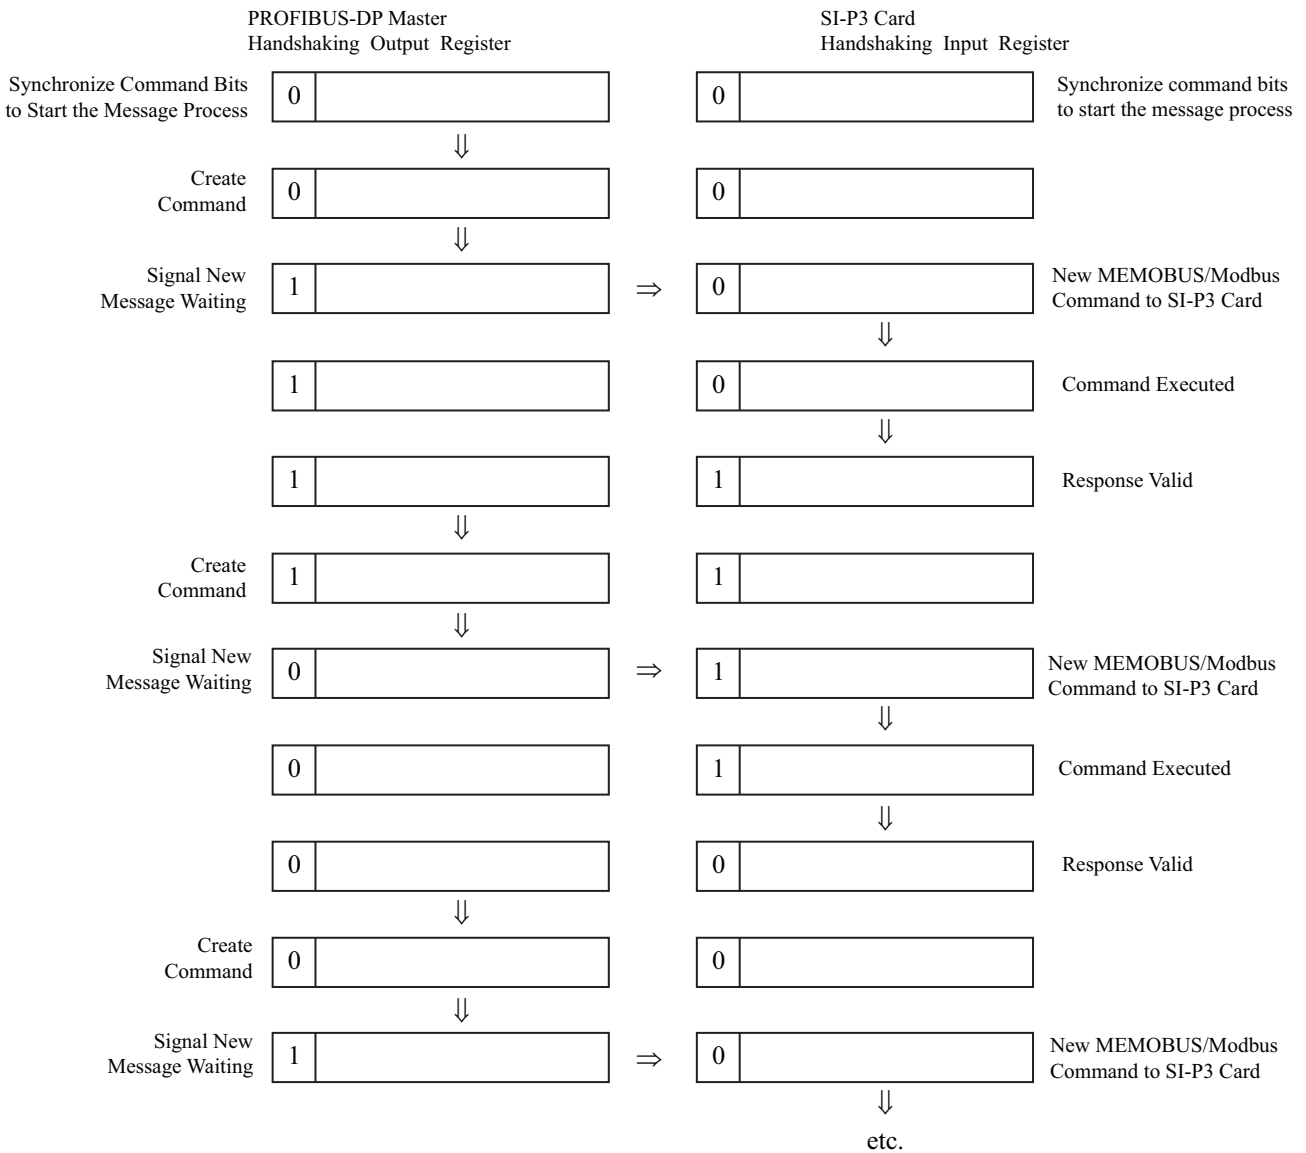 PROFIBUS-DP Master
Handshaking Output Register
SI-P3 Card
Handshaking Input Register
Synchronize Command Bits
to Start the Message Process
0
0
Synchronize command bits
to start the message process
⇓
Create
Command
0
0
⇓
Signal New
Message Waiting
1
⇒
0
New MEMOBUS/Modbus
Command to SI-P3 Card
⇓
1
0
Command Executed
⇓
1
1
Response Valid
⇓
Create
Command
1
1
⇓
Signal New
Message Waiting
0
⇒
1
New MEMOBUS/Modbus
Command to SI-P3 Card
⇓
0
1
Command Executed
⇓
0
0
Response Valid
⇓
Create
Command
0
0
⇓
Signal New
Message Waiting
1
⇒
0
New MEMOBUS/Modbus
Command to SI-P3 Card
⇓
etc.